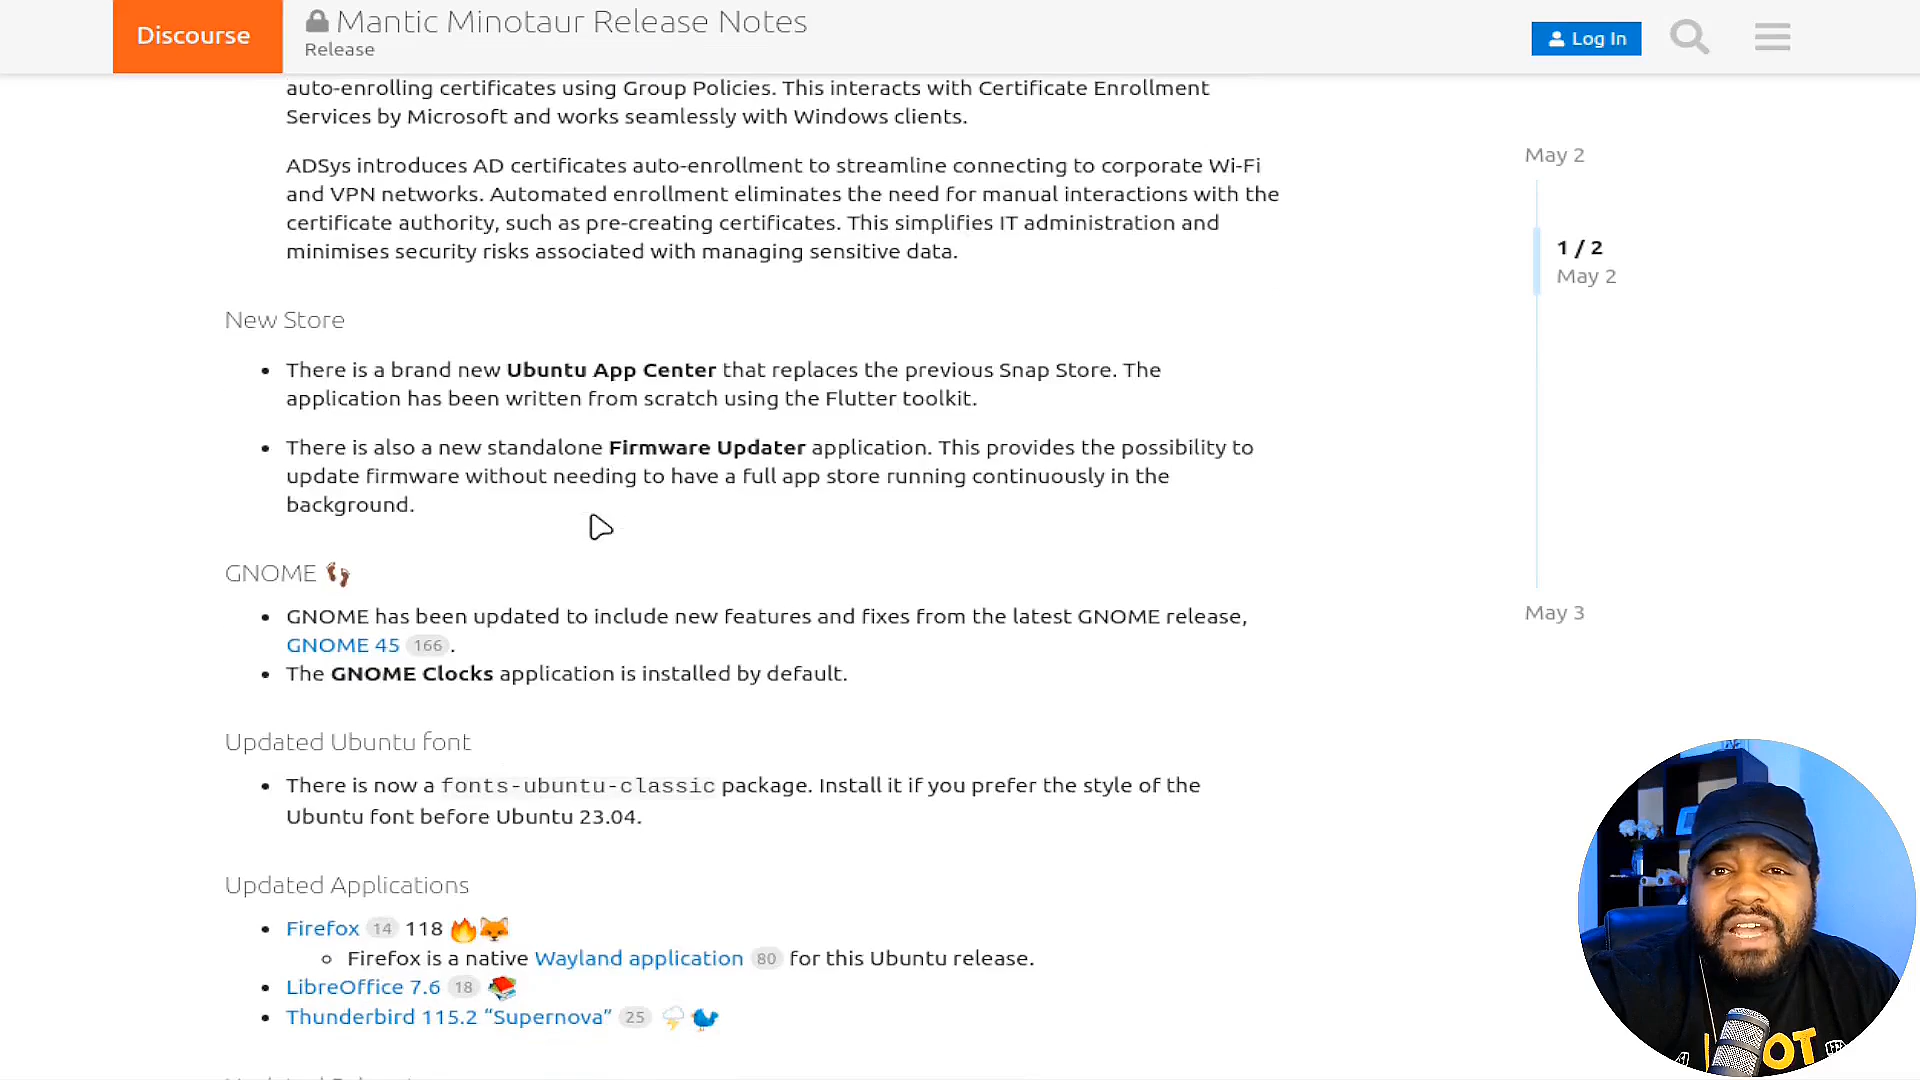 Discourse
Mantic Minotaur Release Notes
Release
Log In
auto-enrolling certificates using Group Policies. This interacts with Certificate Enrollment
Services by Microsoft and works seamlessly with Windows clients.
ADSys introduces AD certificates auto-enrollment to streamline connecting to corporate Wi-Fi
and VPN networks. Automated enrollment eliminates the need for manual interactions with the
certificate authority, such as pre-creating certificates. This simplifies IT administration and
minimises security risks associated with managing sensitive data.
May 2
1 / 2
May 2
May 3
New Store
• There is a brand new Ubuntu App Center that replaces the previous Snap Store. The
application has been written from scratch using the Flutter toolkit.
• There is also a new standalone Firmware Updater application. This provides the possibility to
update firmware without needing to have a full app store running continuously in the
background.
GNOME 👣
• GNOME has been updated to include new features and fixes from the latest GNOME release,
GNOME 45 166.
• The GNOME Clocks application is installed by default.
Updated Ubuntu font
• There is now a fonts-ubuntu-classic package. Install it if you prefer the style of the
Ubuntu font before Ubuntu 23.04.
Updated Applications
• Firefox 14 118 🔥🦊
◦ Firefox is a native Wayland application 80 for this Ubuntu release.
• LibreOffice 7.6 18 📚
• Thunderbird 115.2 “Supernova” 25 🌩️🐦